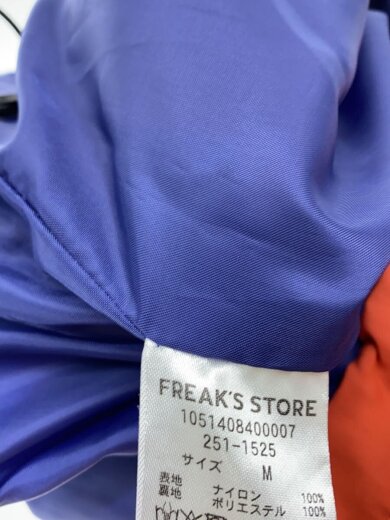 FREAK'S STORE
1051408400007
251-1525
サイズ M
表地 ナイロン 100%
裏地 ポリエステル 100%